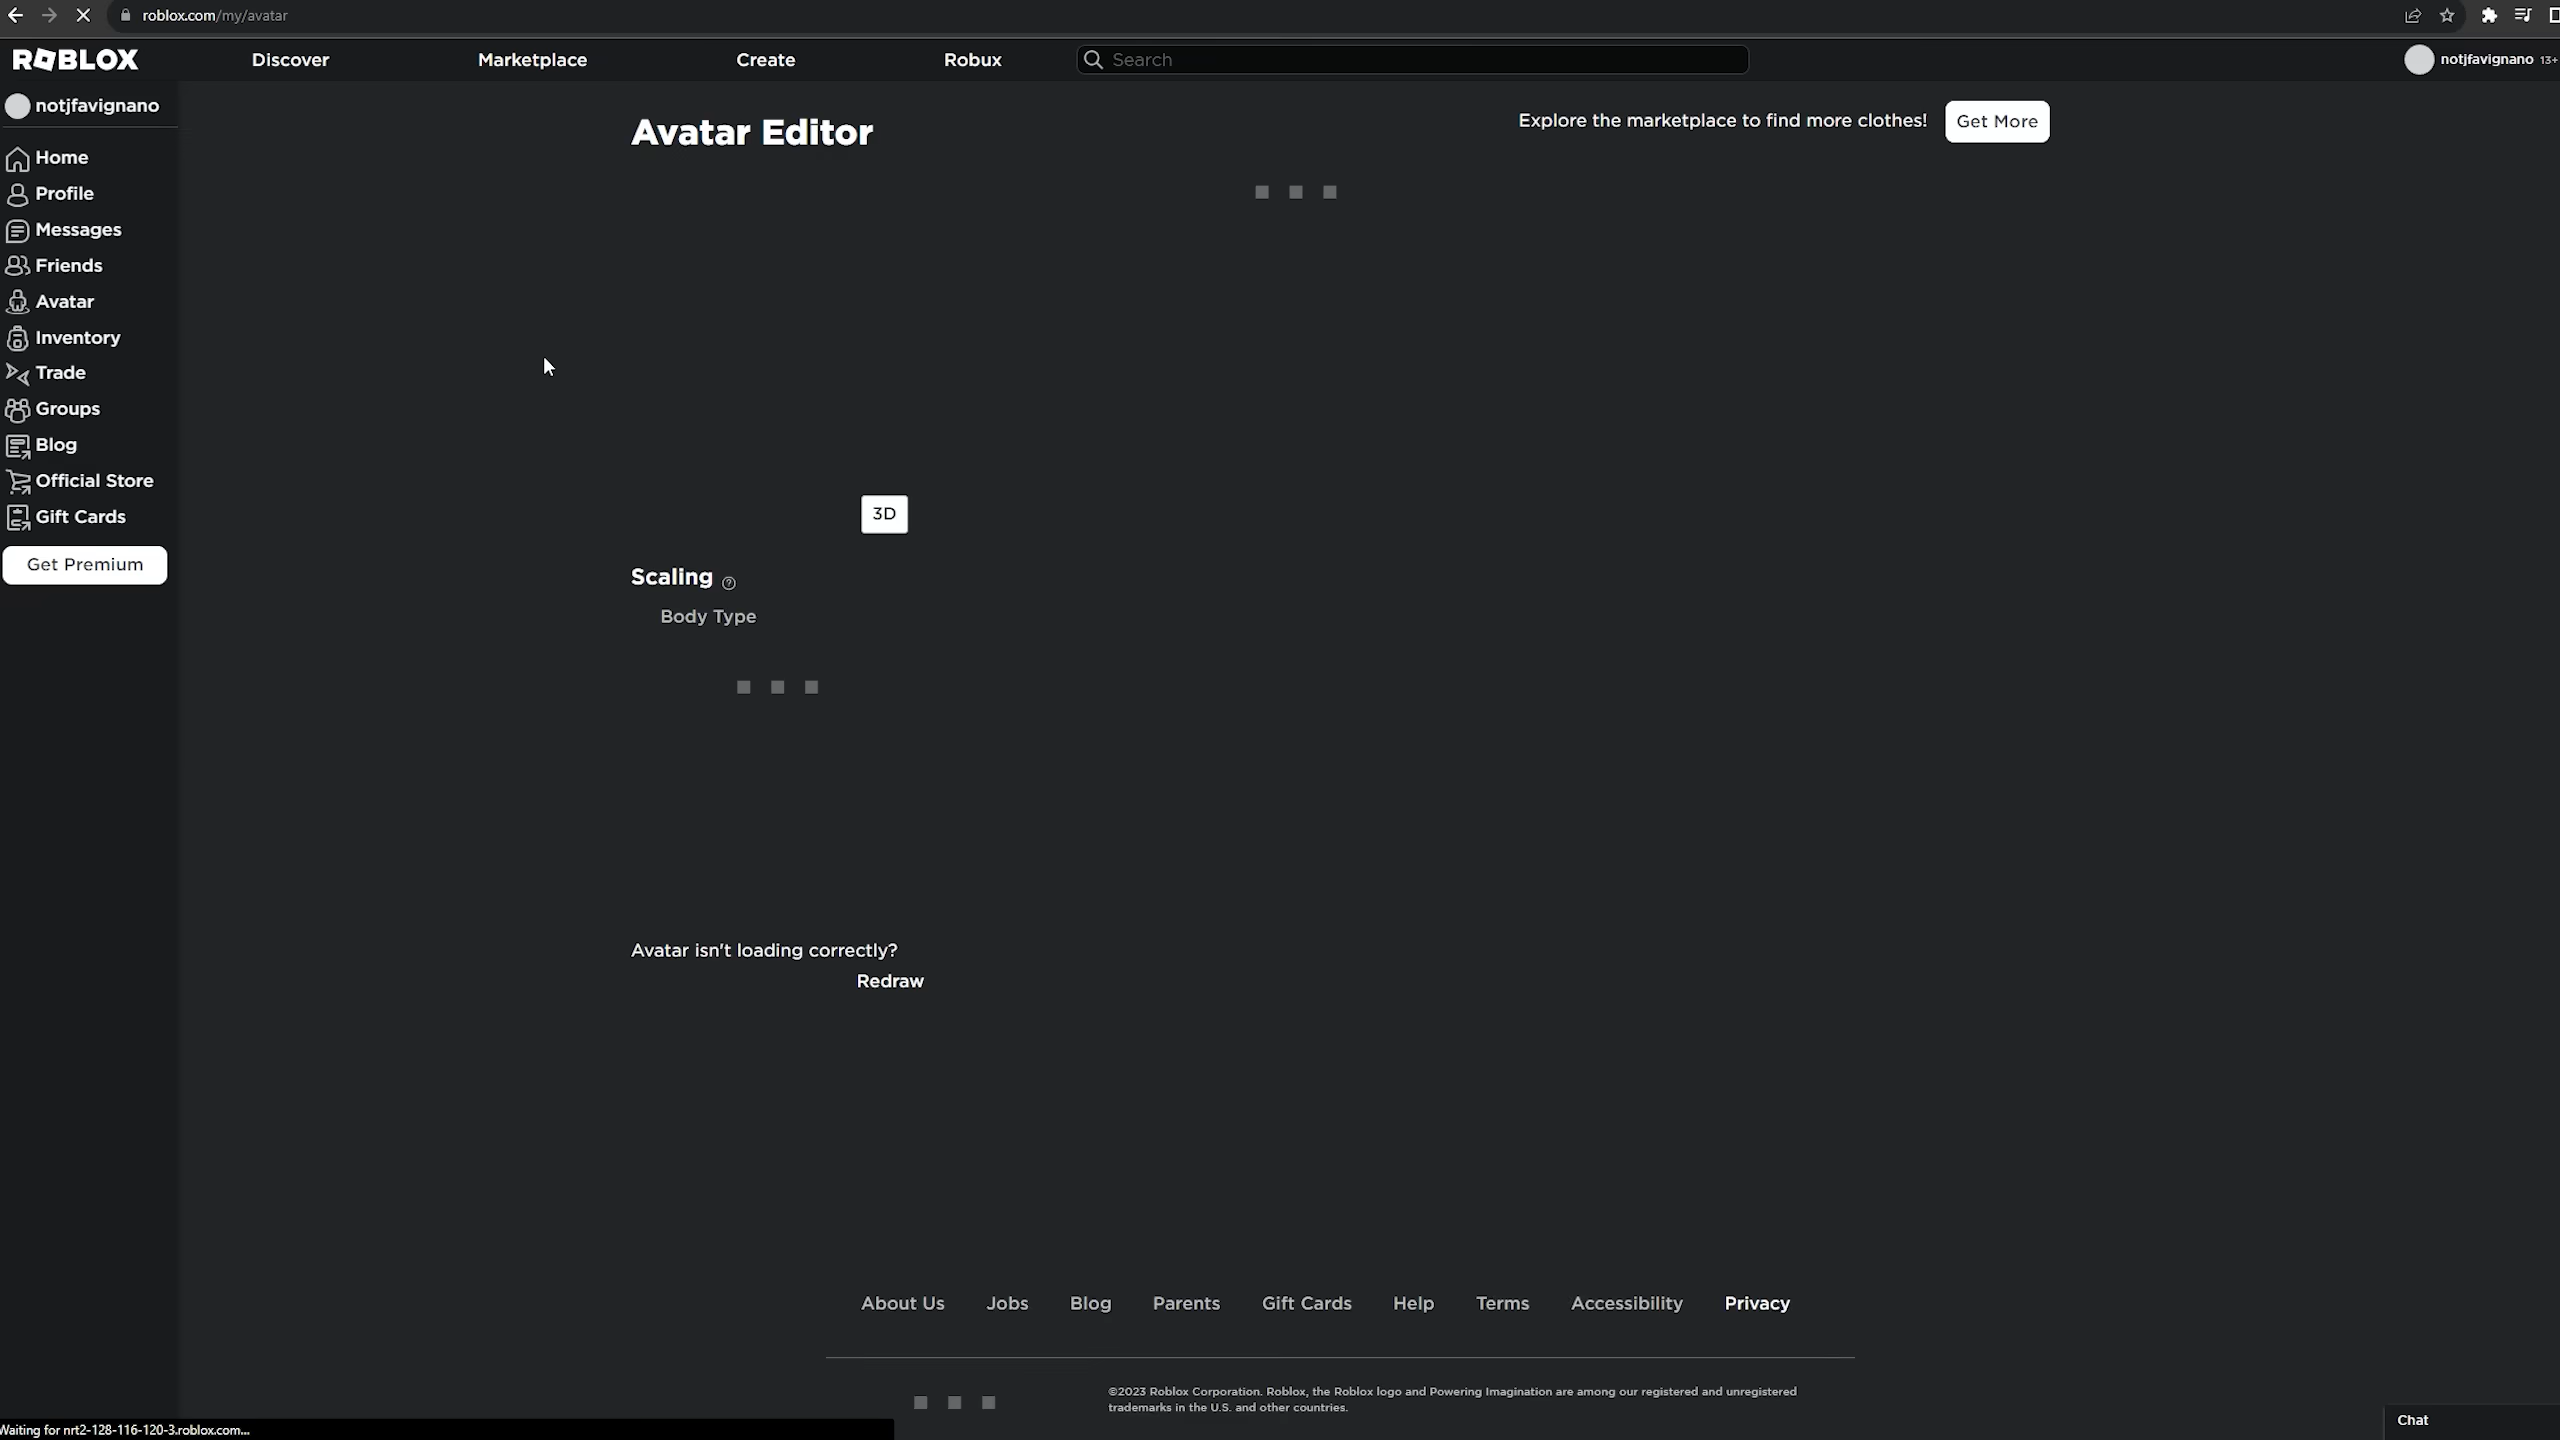 roblox.com/my/avatar
ROBLOX
Discover
Marketplace
Create
Robux
Search
notjfavignano 13+
notjfavignano
Home
Profile
Messages
Friends
Avatar
Inventory
Trade
Groups
Blog
Official Store
Gift Cards
Get Premium
Avatar Editor
Explore the marketplace to find more clothes!
Get More
3D
Scaling
Body Type
Avatar isn't loading correctly?
Redraw
About Us
Jobs
Blog
Parents
Gift Cards
Help
Terms
Accessibility
Privacy
©2023 Roblox Corporation. Roblox, the Roblox logo and Powering Imagination are among our registered and unregistered
trademarks in the U.S. and other countries.
Waiting for nrt2-128-116-120-3.roblox.com...
Chat